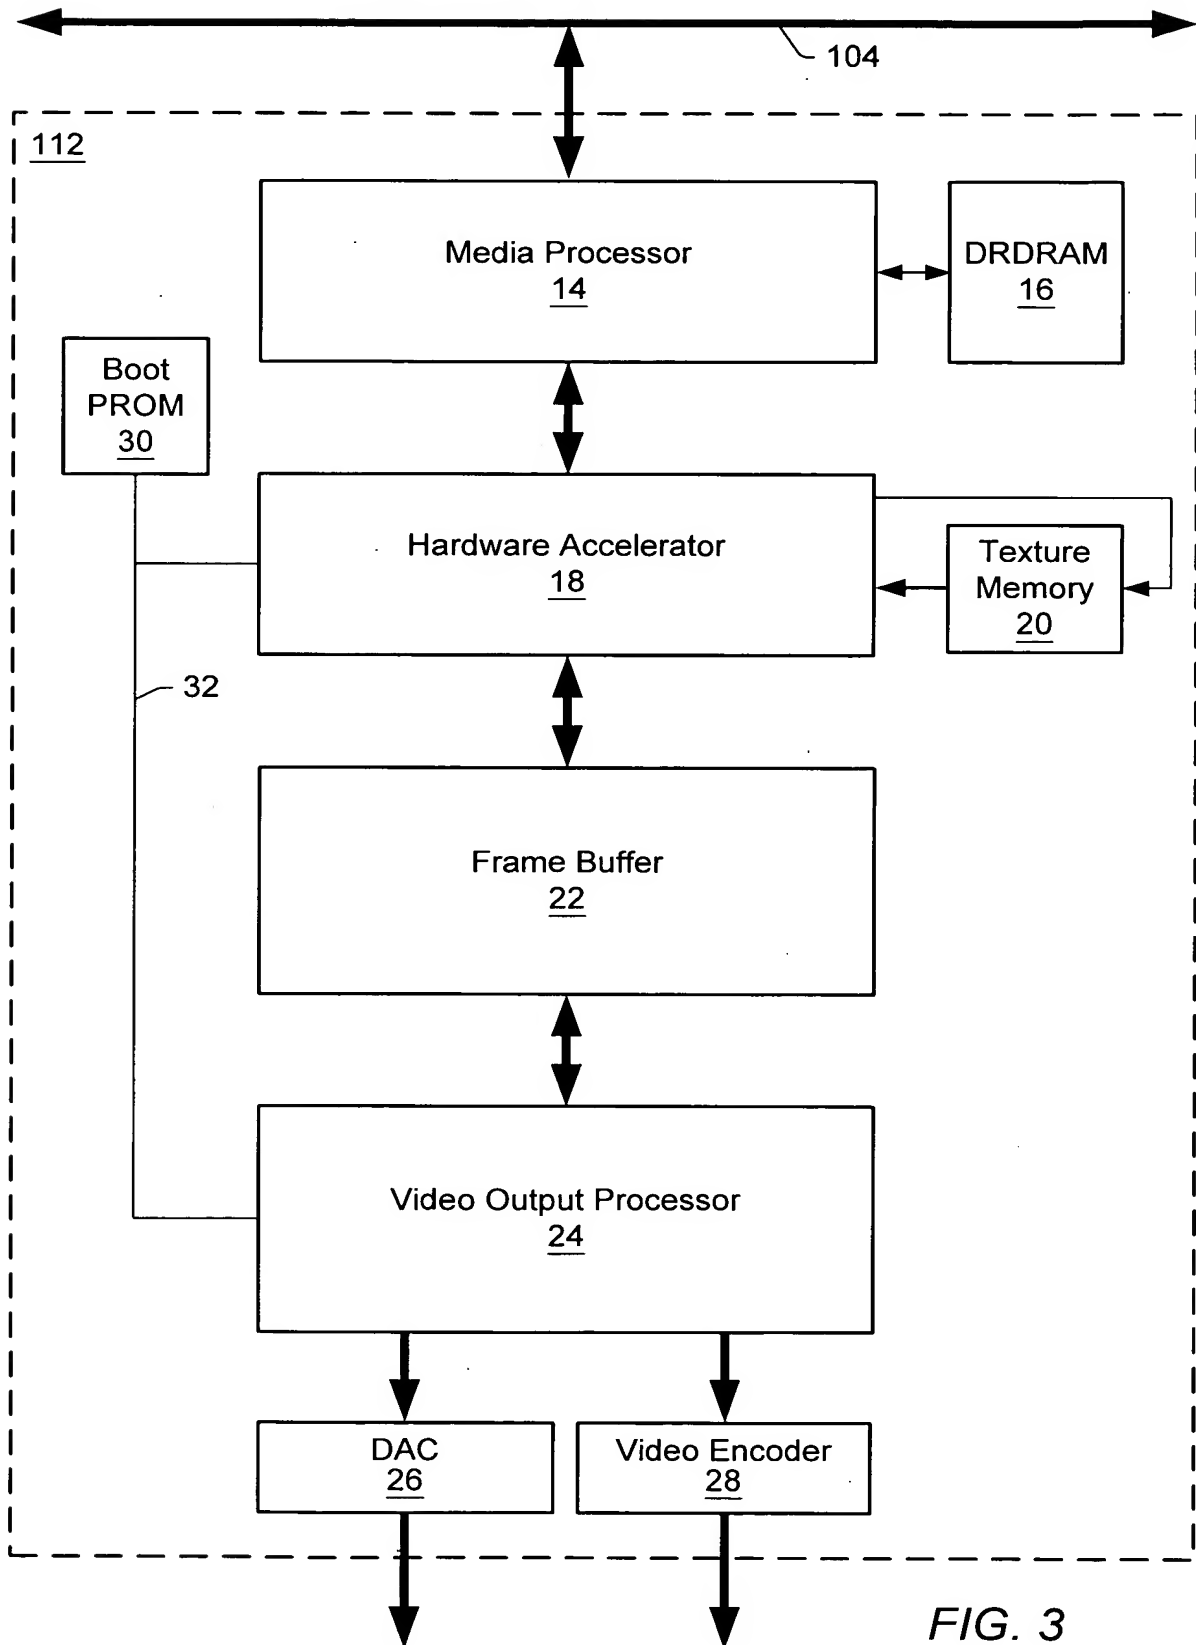 104
112
Media Processor
14
DRDRAM
16
Boot
PROM
30
Hardware Accelerator
18
Texture
Memory
20
32
Frame Buffer
22
Video Output Processor
24
DAC
26
Video Encoder
28
FIG. 3